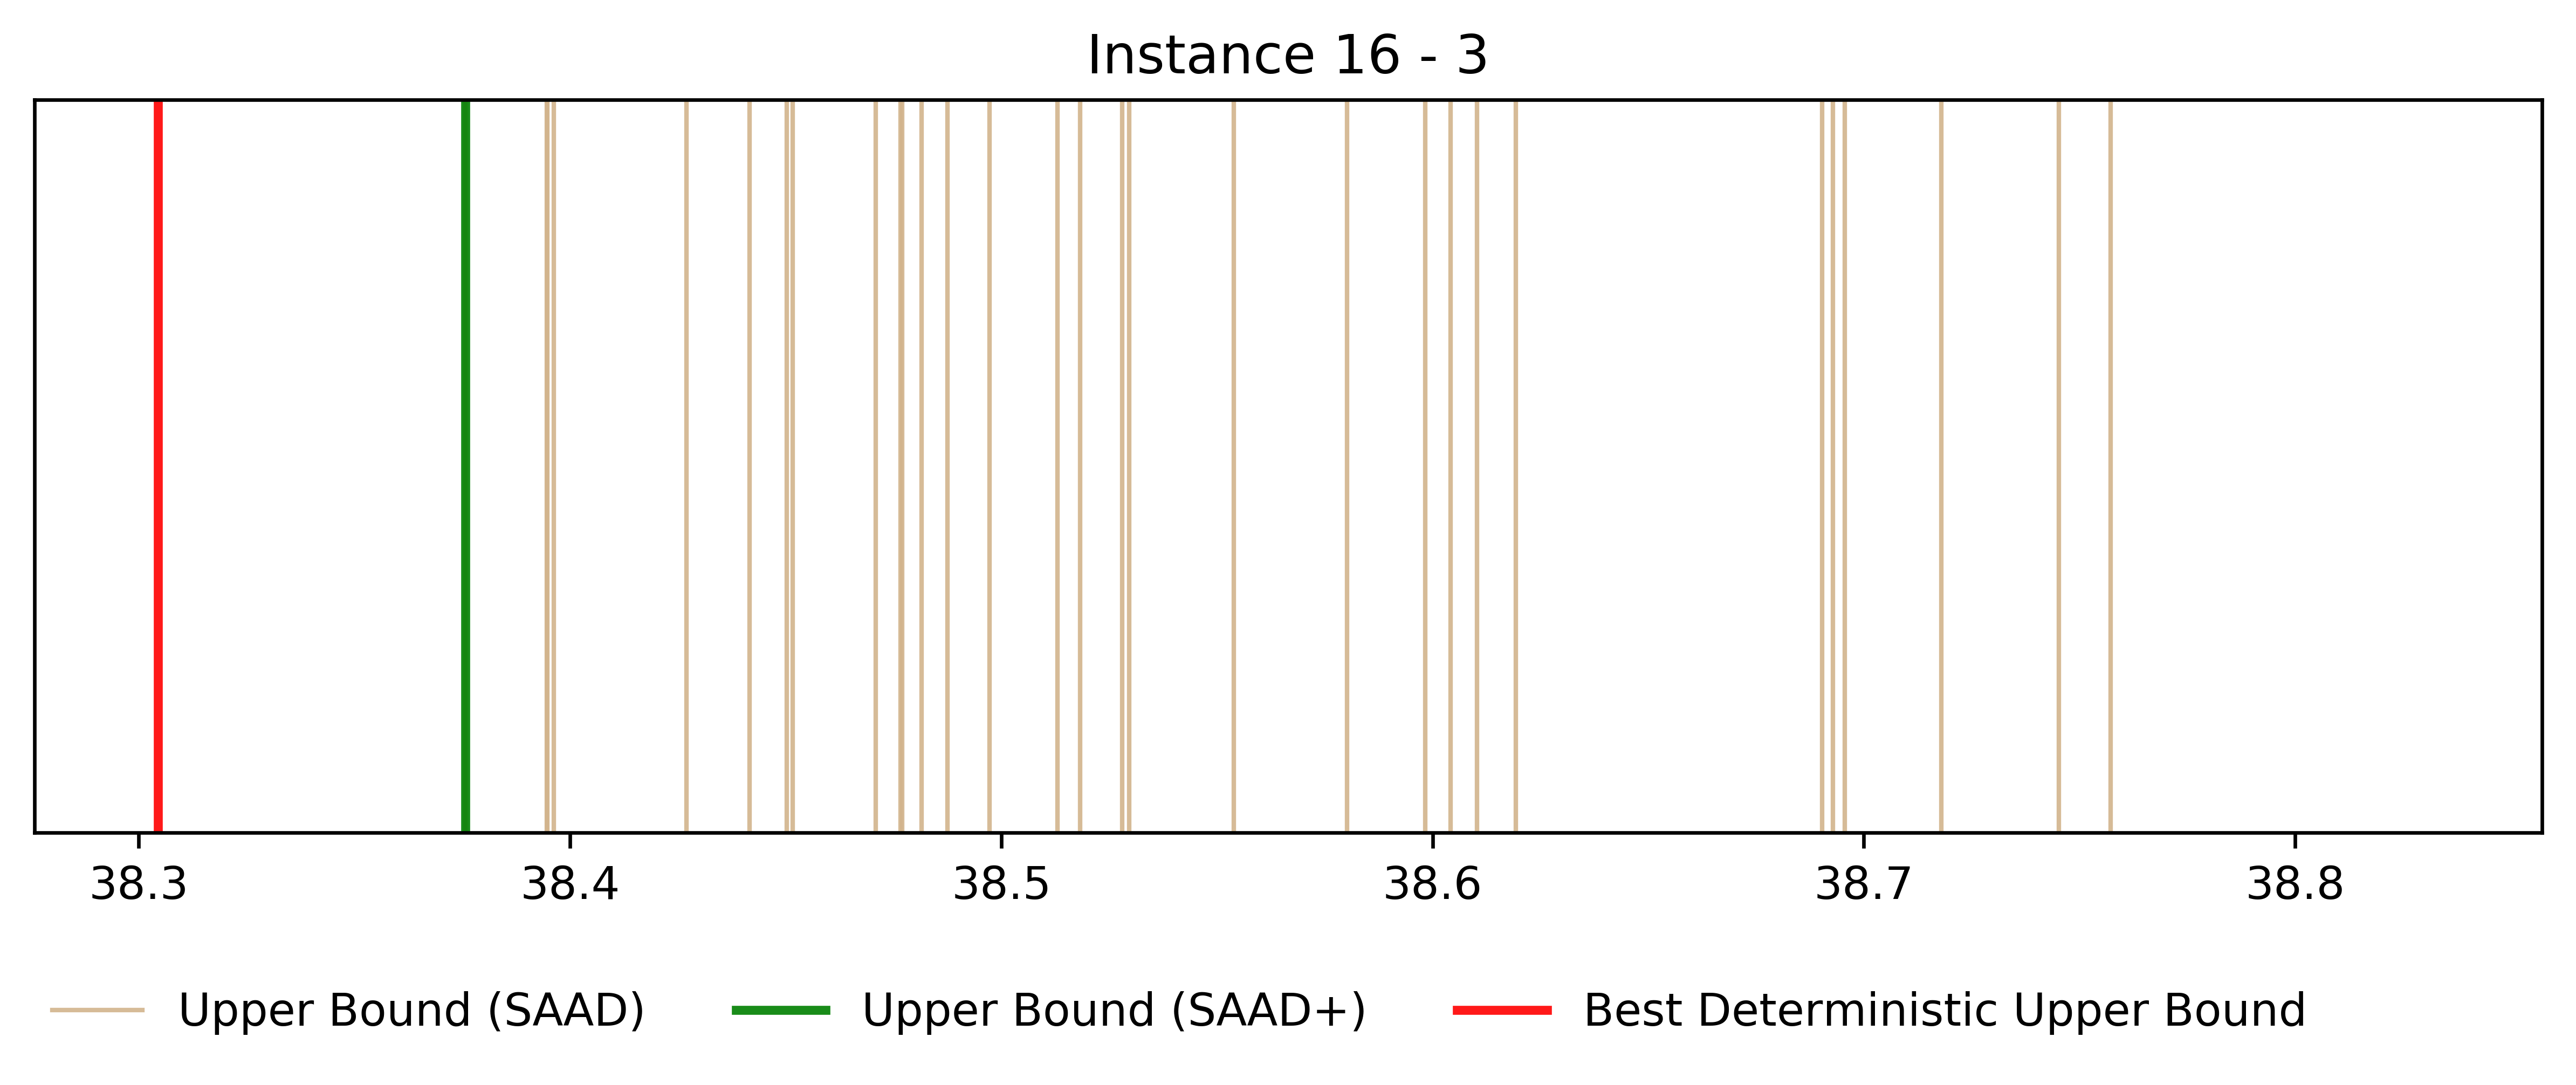 Instance 16 - 3
38.3 38.4 38.5 38.6 38.7 38.8
Upper Bound (SAAD) Upper Bound (SAAD+) Best Deterministic Upper Bound